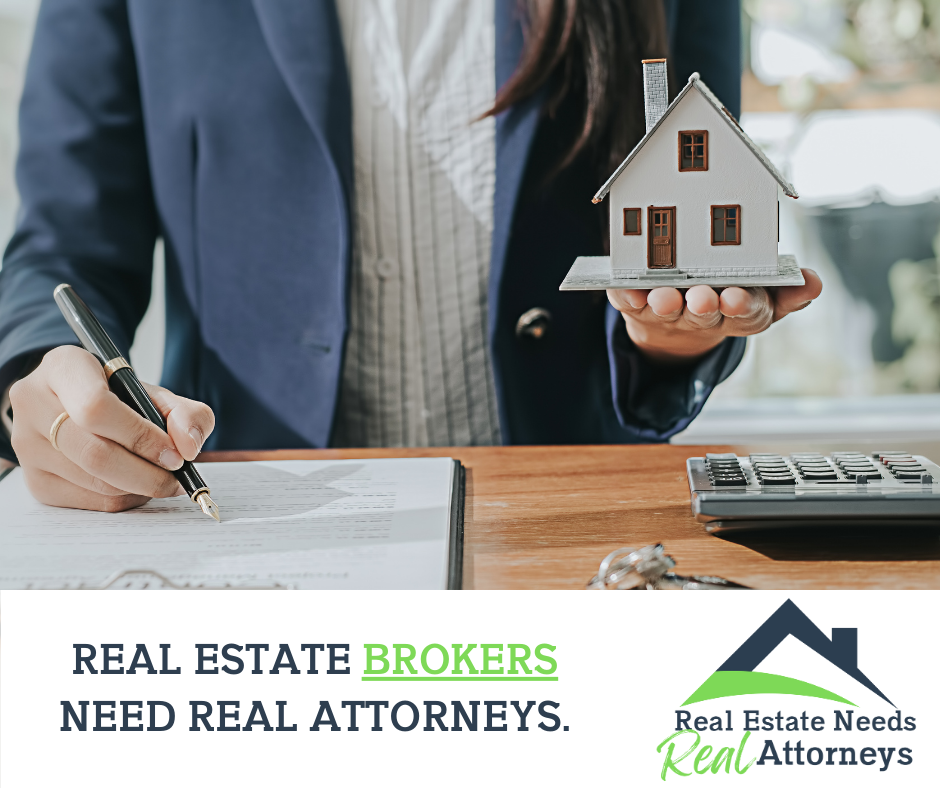 REAL ESTATE BROKERS
NEED REAL ATTORNEYS.
Real Estate Needs
Real Attorneys